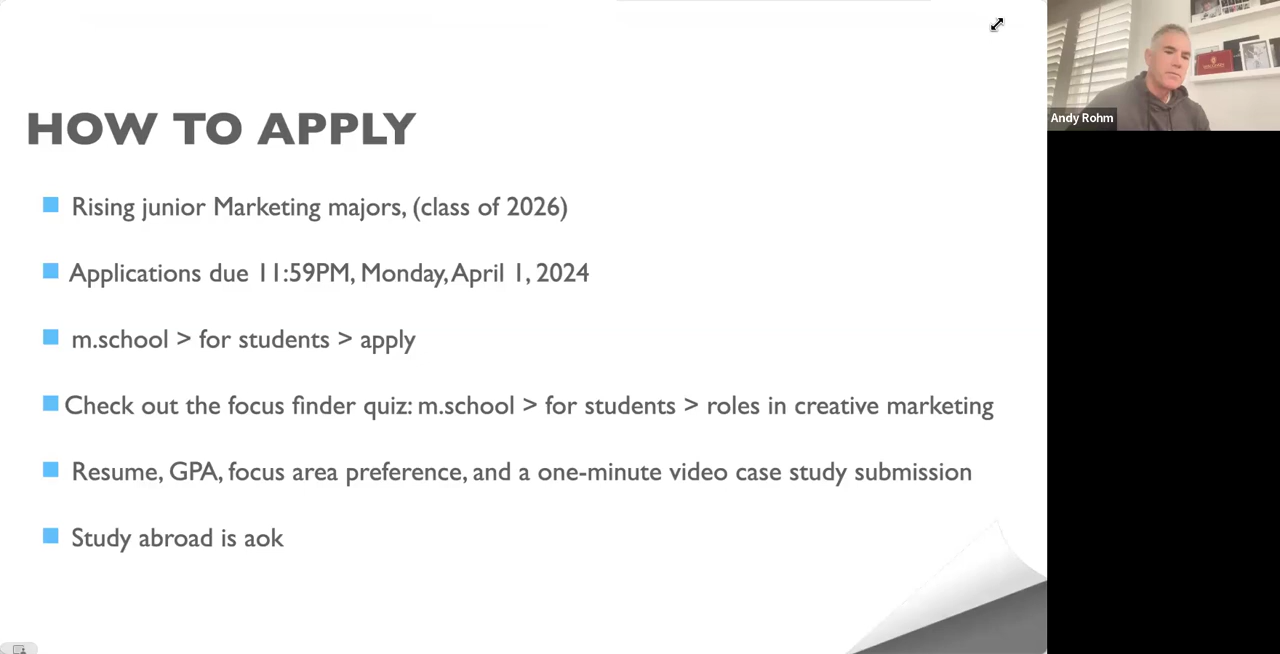 HOW TO APPLY
Rising junior Marketing majors, (class of 2026)
Applications due 11:59PM, Monday, April 1, 2024
m.school > for students > apply
Check out the focus finder quiz: m.school > for students > roles in creative marketing
Resume, GPA, focus area preference, and a one-minute video case study submission
Study abroad is aok
Andy Rohm